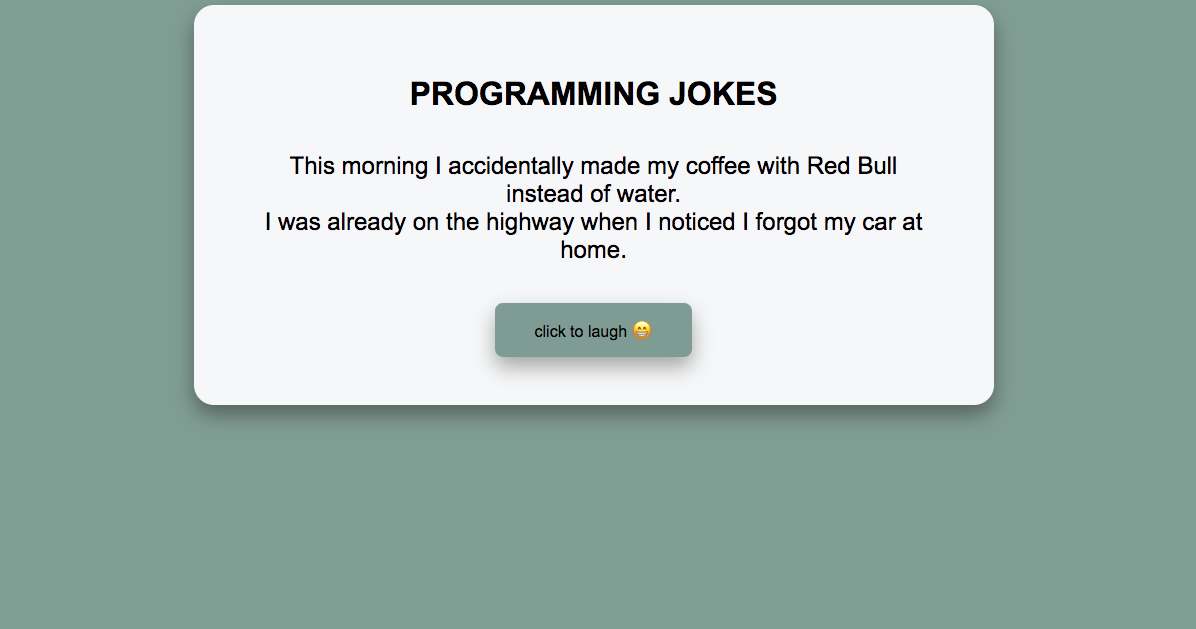 PROGRAMMING JOKES
This morning I accidentally made my coffee with Red Bull
instead of water.
I was already on the highway when I noticed I forgot my car at
home.
click to laugh 😁